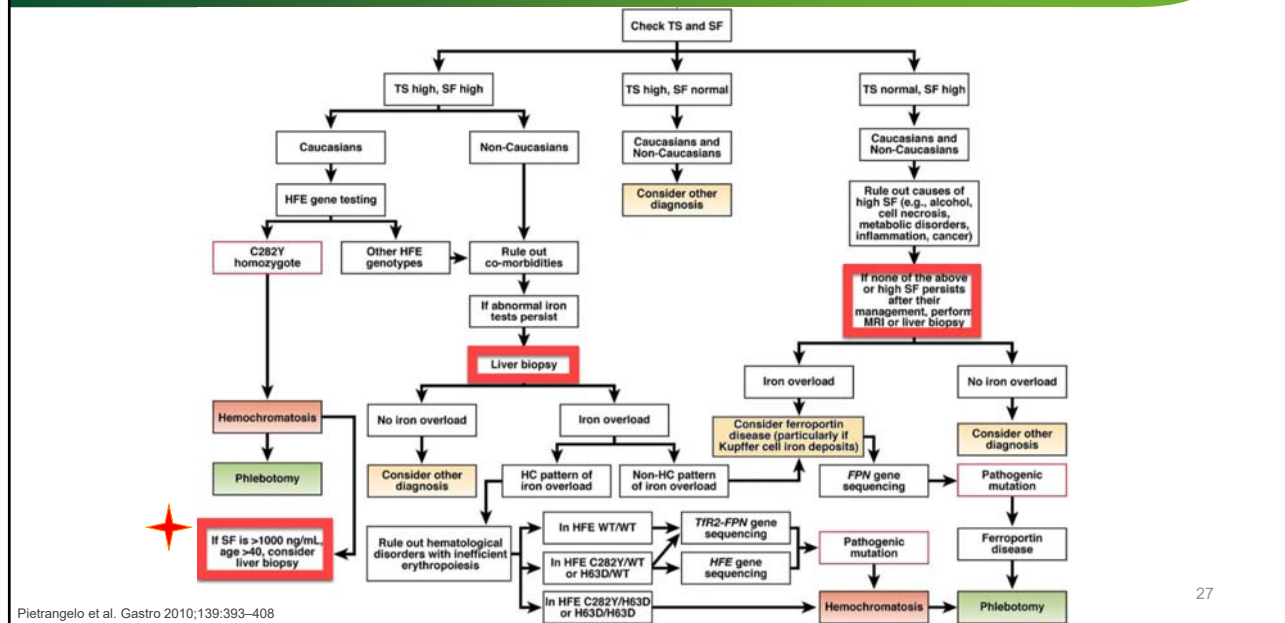 Check TS and SF
TS high, SF high
TS high, SF normal
TS normal, SF high
Caucasians
Non-Caucasians
Caucasians and
Non-Caucasians
Caucasians and
Non-Caucasians
HFE gene testing
Consider other
diagnosis
Rule out causes of
high SF (e.g., alcohol,
cell necrosis,
metabolic disorders,
inflammation, cancer)
C282Y
homozygote
Other HFE
genotypes
Rule out
co-morbidities
If none of the above
or high SF persists
after their
management, perform
MRI or liver biopsy
If abnormal iron
tests persist
Liver biopsy
Iron overload
No iron overload
Hemochromatosis
No iron overload
Iron overload
Consider ferroportin
disease (particularly if
Kupffer cell iron deposits)
Consider other
diagnosis
Phlebotomy
Consider other
diagnosis
HC pattern of
iron overload
Non-HC pattern
of iron overload
FPN gene
sequencing
Pathogenic
mutation
If SF is >1000 ng/mL,
age >40, consider
liver biopsy
Rule out hematological
disorders with inefficient
erythropoiesis
In HFE WT/WT
TfR2-FPN gene
sequencing
In HFE C282Y/WT
or H63D/WT
HFE gene
sequencing
Pathogenic
mutation
Ferroportin
disease
In HFE C282Y/H63D
or H63D/H63D
Hemochromatosis
Phlebotomy
27
Pietrangelo et al. Gastro 2010;139:393–408